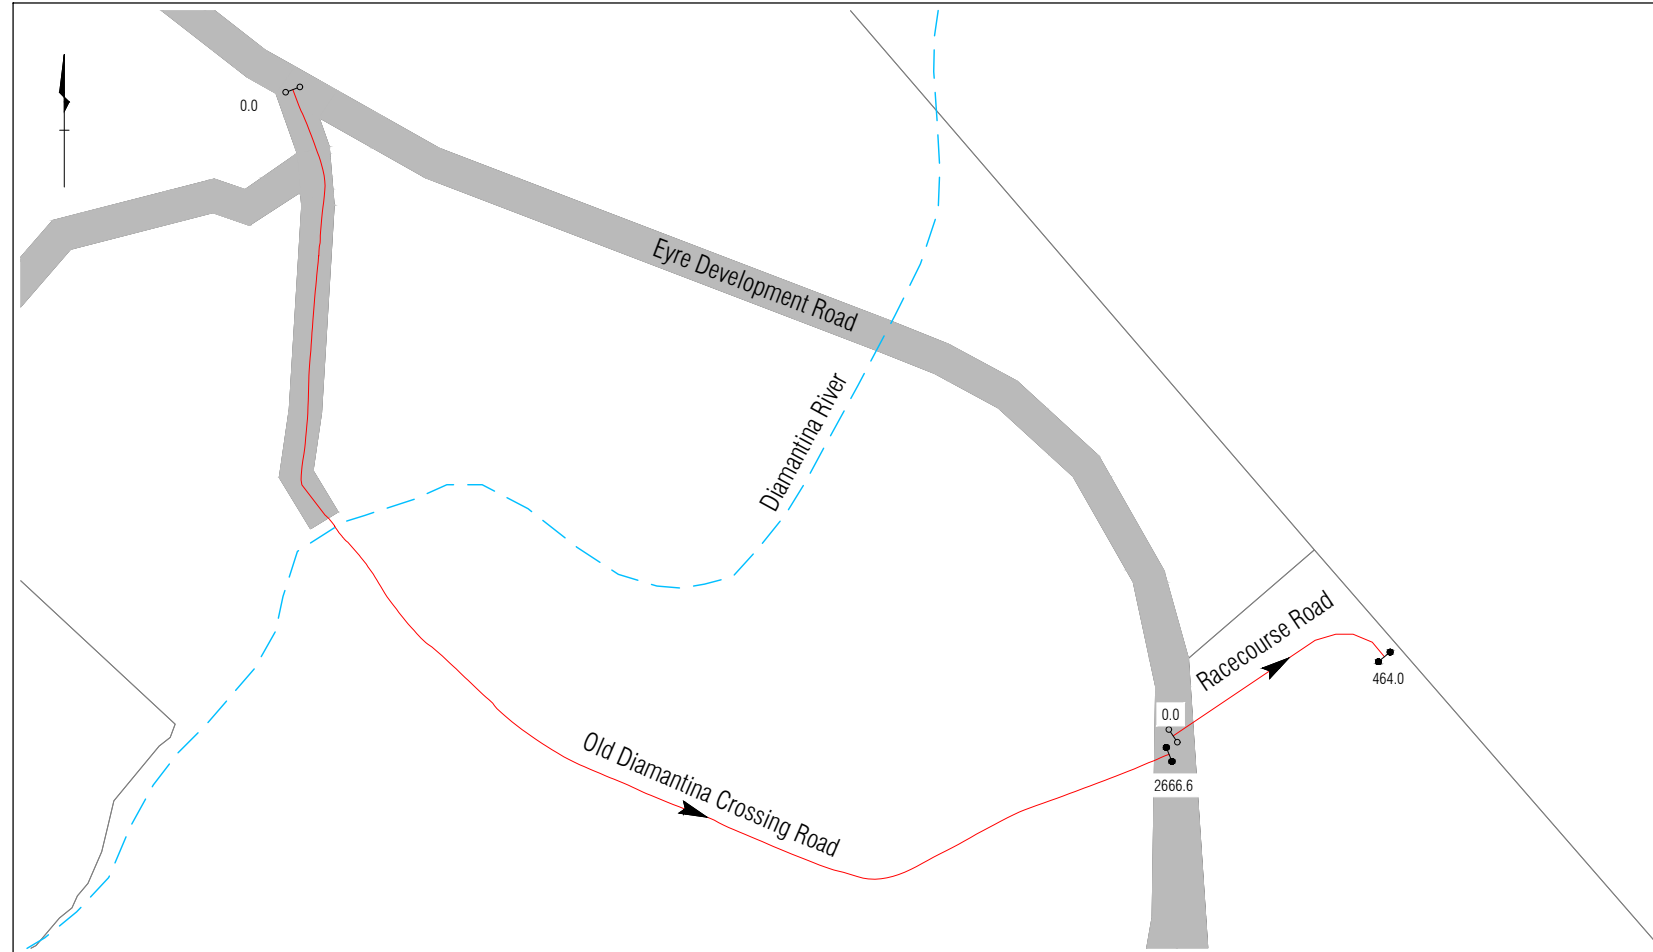 0.0
Eyre Development Road
Diamantina River
Racecourse Road
464.0
0.0
2666.6
Old Diamantina Crossing Road